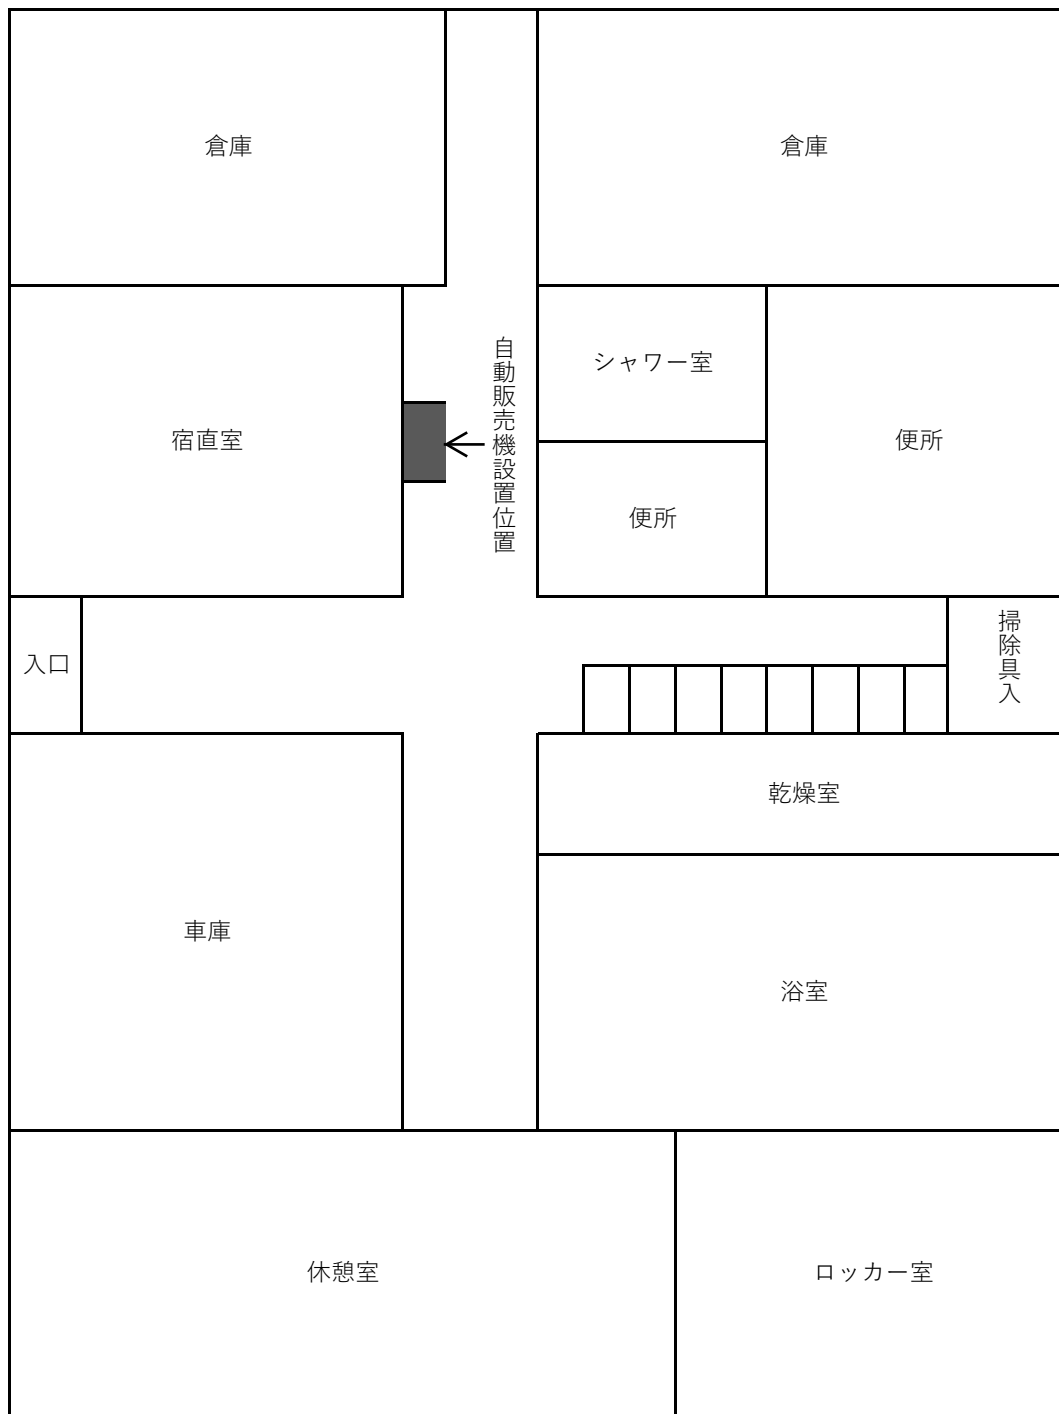 倉庫
倉庫
宿直室
自動販売機設置位置
シャワー室
便所
便所
入口
掃除具入
乾燥室
車庫
浴室
休憩室
ロッカー室